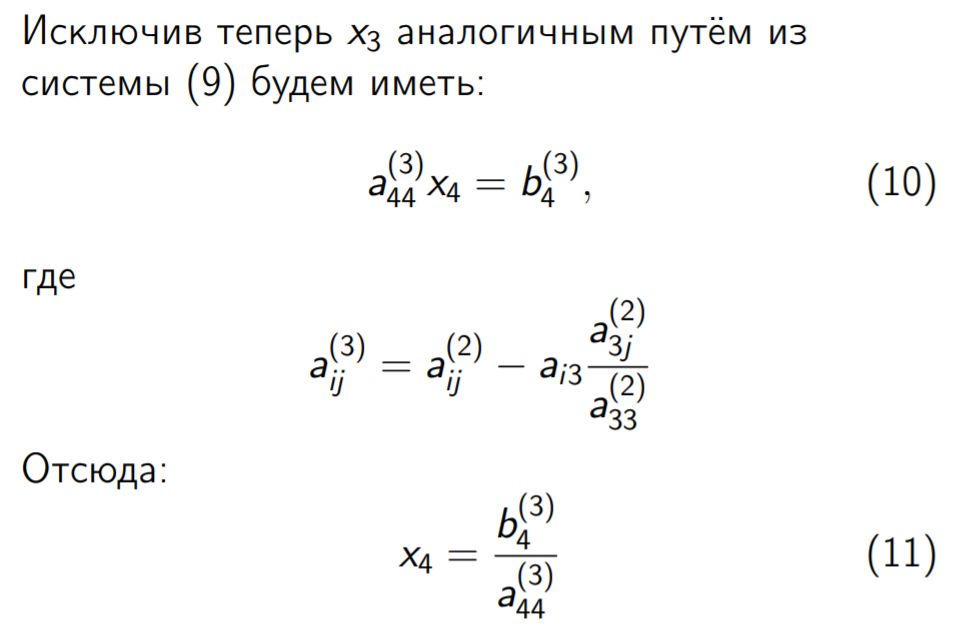 Исключив теперь x₃ аналогичным путём из
системы (9) будем иметь:
a₄₄⁽³⁾x₄ = b₄⁽³⁾, (10)
где
aᵢⱼ⁽³⁾ = aᵢⱼ⁽²⁾ − aᵢ₃ a₃ⱼ⁽²⁾ / a₃₃⁽²⁾
Отсюда:
x₄ = b₄⁽³⁾ / a₄₄⁽³⁾ (11)